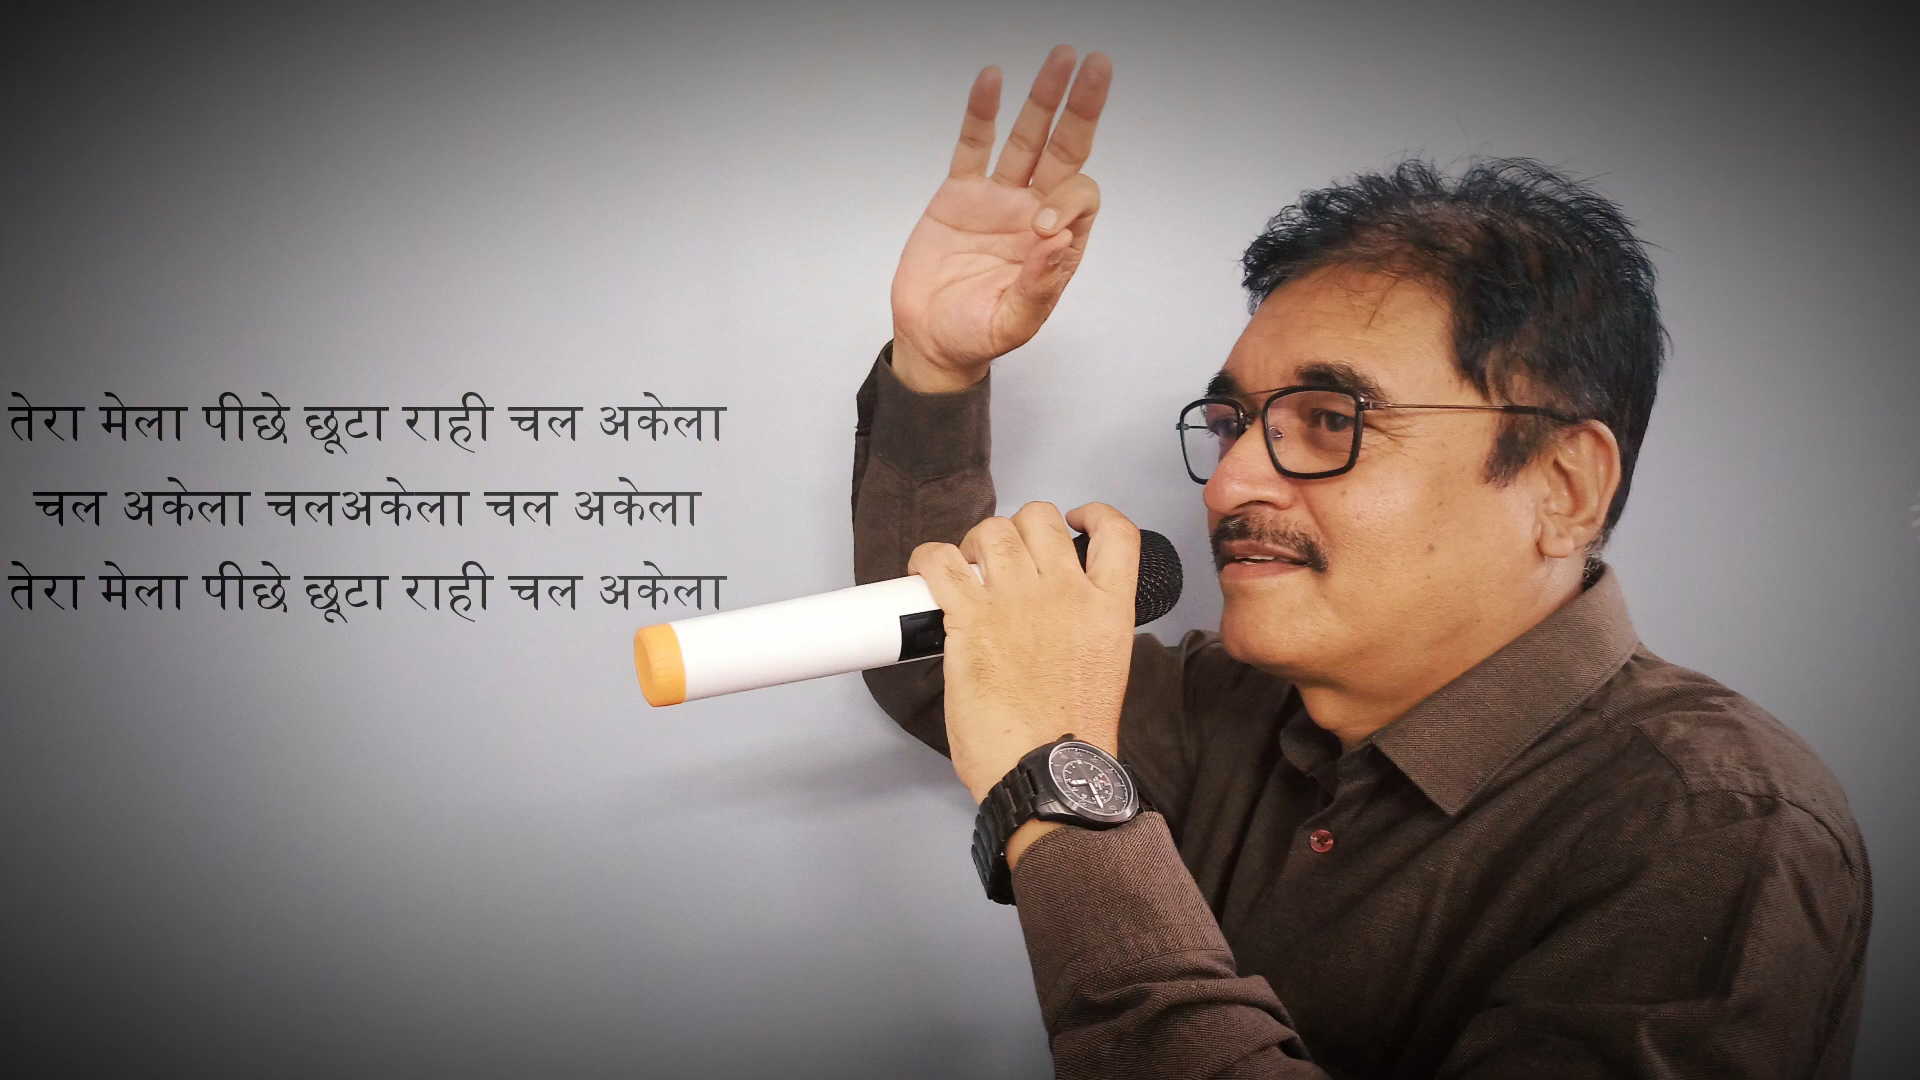 तेरा मेला पीछे छूटा राही चल अकेला
चल अकेला चलअकेला चल अकेला
तेरा मेला पीछे छूटा राही चल अकेला